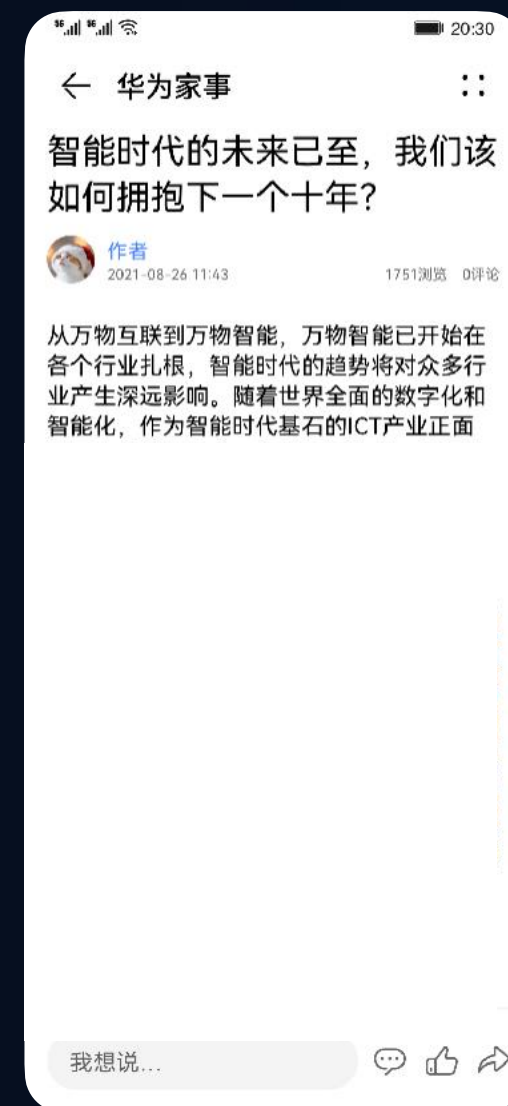 5G 5G 20:30
华为家事
智能时代的未来已至，我们该
如何拥抱下一个十年？
作者
2021-08-26 11:43 1751浏览 0评论
从万物互联到万物智能，万物智能已开始在
各个行业扎根，智能时代的趋势将对众多行
业产生深远影响。随着世界全面的数字化和
智能化，作为智能时代基石的ICT产业正面
我想说...